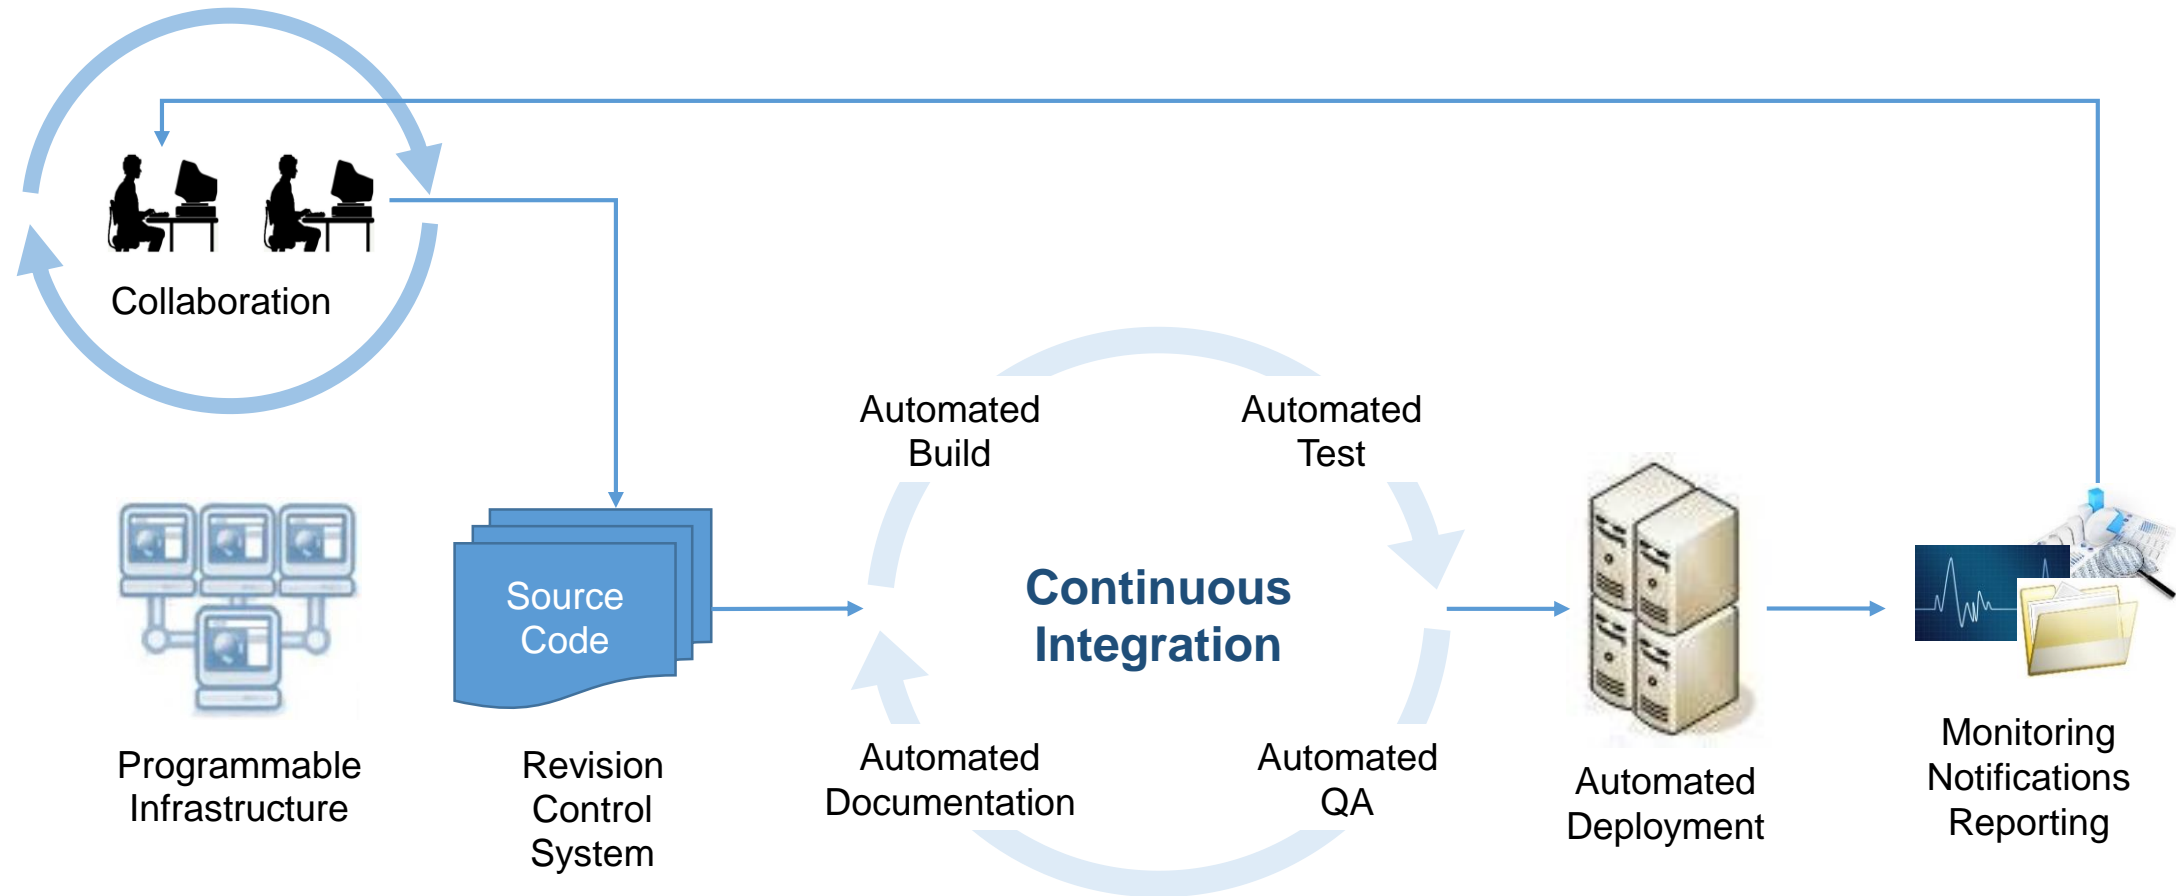 Collaboration
Automated
Build
Automated
Test
Source
Code
Continuous
Integration
Programmable
Infrastructure
Revision
Control
System
Automated
Documentation
Automated
QA
Automated
Deployment
Monitoring
Notifications
Reporting